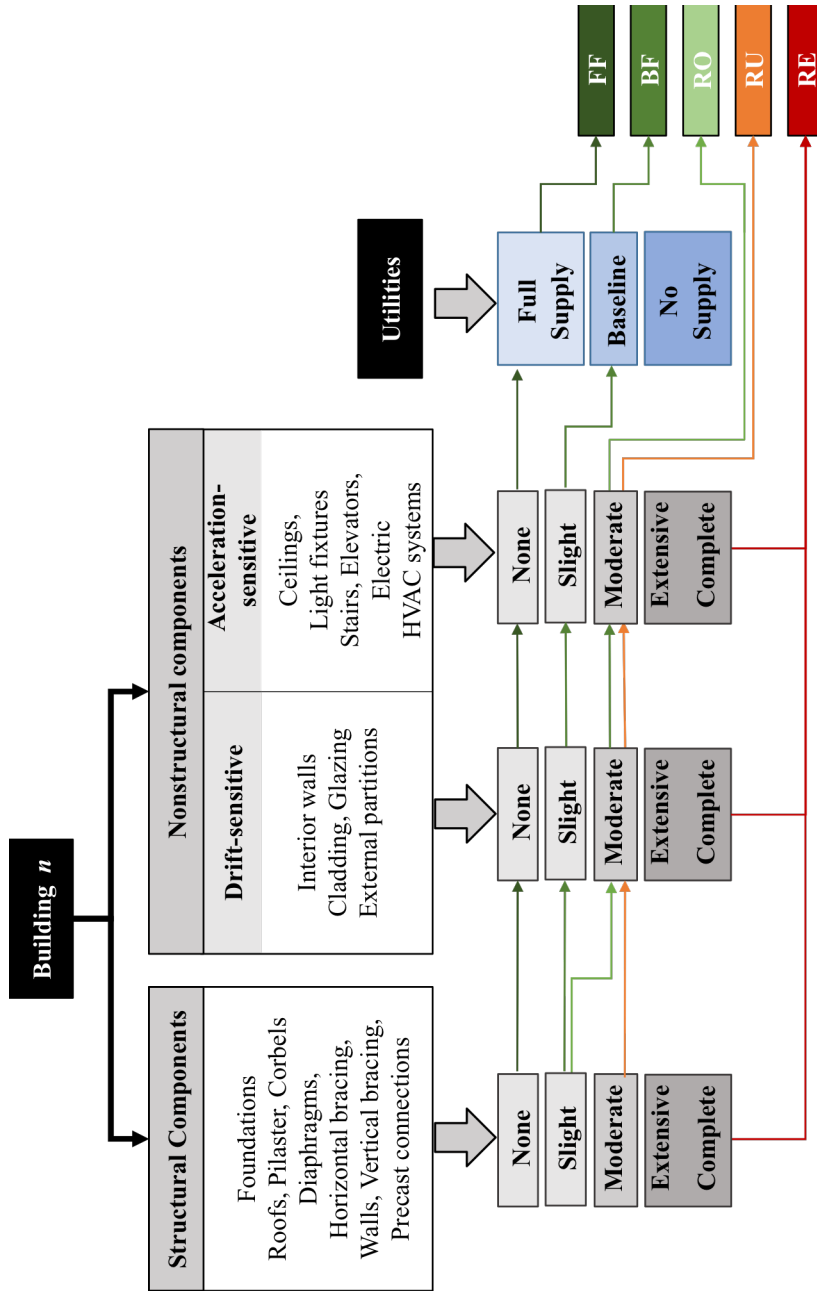 Building n
Structural Components
Foundations
Roofs, Pilaster, Corbels
Diaphragms,
Horizontal bracing,
Walls, Vertical bracing,
Precast connections
Nonstructural components
Drift-sensitive
Interior walls
Cladding, Glazing
External partitions
Acceleration-
sensitive
Ceilings,
Light fixtures
Stairs, Elevators,
Electric
HVAC systems
Utilities
None
Slight
Moderate
Extensive
Complete
None
Slight
Moderate
Extensive
Complete
None
Slight
Moderate
Extensive
Complete
Full
Supply
Baseline
No
Supply
FF
BF
RO
RU
RE